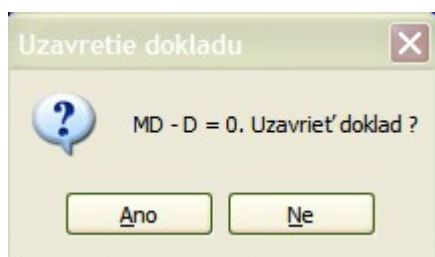 Uzavretie dokladu
MD - D = 0. Uzavrieť doklad ?
Ano Ne